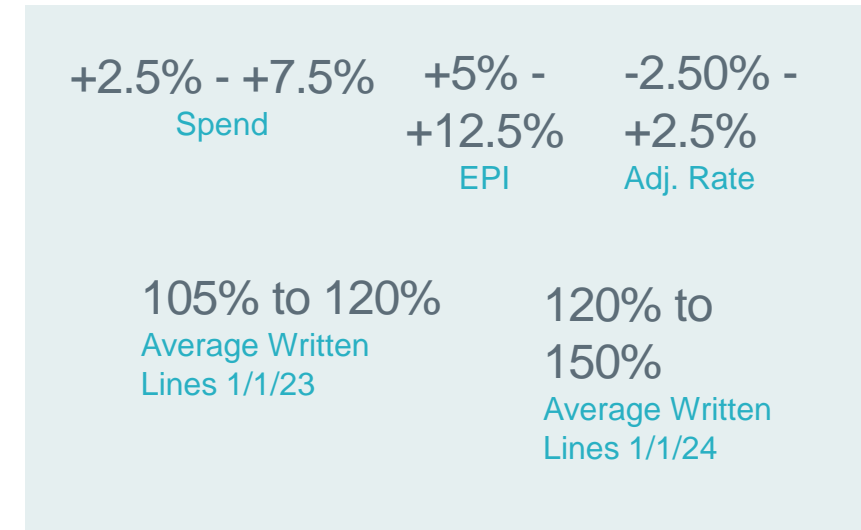 +2.5% - +7.5%
Spend
+5% -
+12.5%
EPI
-2.50% -
+2.5%
Adj. Rate
105% to 120%
Average Written
Lines 1/1/23
120% to
150%
Average Written
Lines 1/1/24